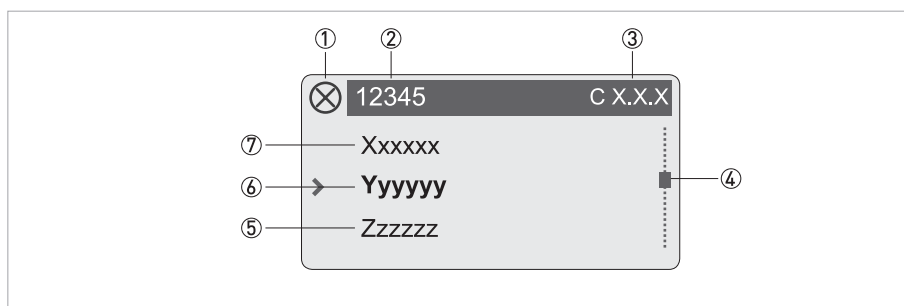 ① ② ③
12345 C X.X.X
⑦ Xxxxxx
⑥ Yyyyyy ④
⑤ Zzzzzz